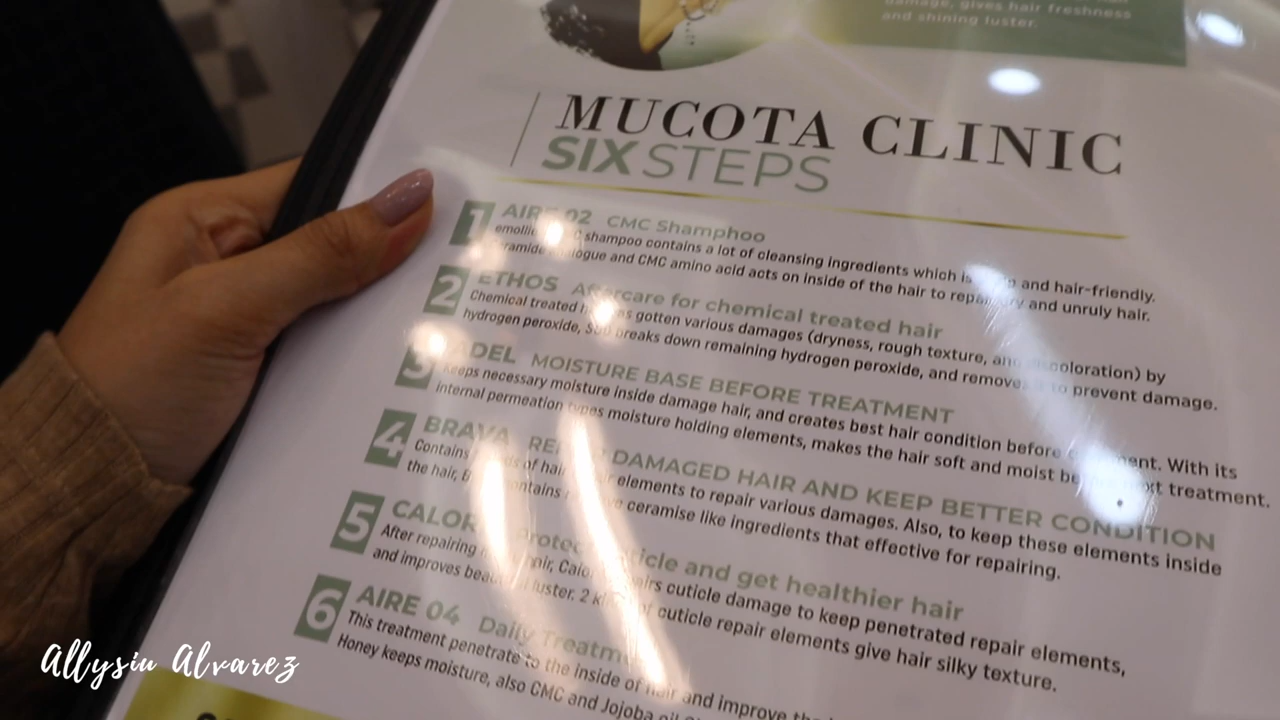 damage, gives hair freshness
and shining luster.
MUCOTA CLINIC
SIX STEPS
1 AIRE 02 CMC Shamphoo
shampoo contains a lot of cleansing ingredients which is and hair-friendly.
analogue and CMC amino acid acts on inside of the hair to repair and unruly hair.
2 ETHOS Aftercare for chemical treated hair
Chemical treated gotten various damages (dryness, rough texture, and discoloration) by
hydrogen peroxide, breaks down remaining hydrogen peroxide, and removes to prevent damage.
3 ADEL MOISTURE BASE BEFORE TREATMENT
Keeps necessary moisture inside damage hair, and creates best hair condition before treatment. With its
internal permeation types moisture holding elements, makes the hair soft and moist next treatment.
4 BRAVA DAMAGED HAIR AND KEEP BETTER CONDITION
Contains of hair elements to repair various damages. Also, to keep these elements inside
the hair, contains ceramise like ingredients that effective for repairing.
5 CALOR cuticle and get healthier hair
After repairing cuticle damage to keep penetrated repair elements,
and improves luster. 2 of cuticle repair elements give hair silky texture.
6 AIRE 04 Daily
This treatment penetrate to the inside of hair and improve the
Honey keeps moisture, also CMC and Jojoba oil
Allysiu Alvarez